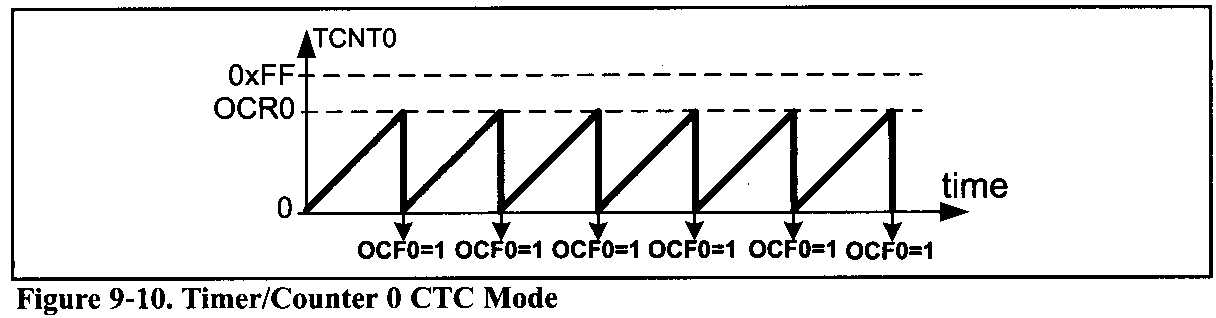 TCNT0
0xFF
OCR0
0
time
OCF0=1 OCF0=1 OCF0=1 OCF0=1 OCF0=1 OCF0=1
Figure 9-10. Timer/Counter 0 CTC Mode